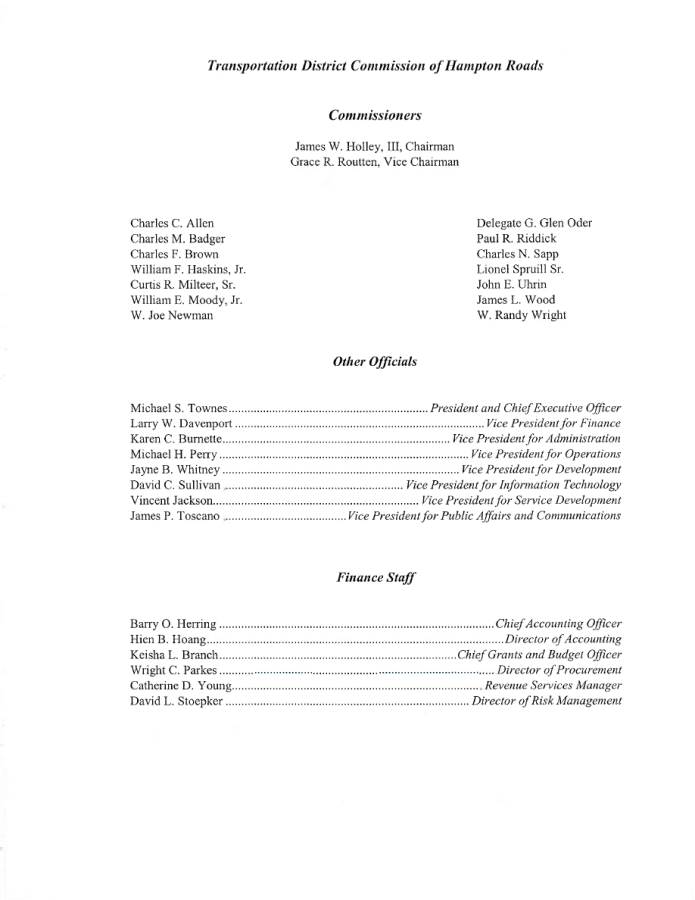 Transportation District Commission of Hampton Roads
Commissioners
James W. Holley, III, Chairman
Grace R. Routten, Vice Chairman
Charles C. Allen
Charles M. Badger
Charles F. Brown
William F. Haskins, Jr.
Curtis R. Milteer, Sr.
William E. Moody, Jr.
W. Joe Newman
Delegate G. Glen Oder
Paul R. Riddick
Charles N. Sapp
Lionel Spruill Sr.
John E. Uhrin
James L. Wood
W. Randy Wright
Other Officials
Michael S. Townes................................................................ President and Chief Executive Officer
Larry W. Davenport ................................................................................ Vice President for Finance
Karen C. Burnette......................................................................... Vice President for Administration
Michael H. Perry ............................................................................... Vice President for Operations
Jayne B. Whitney ............................................................................ Vice President for Development
David C. Sullivan .......................................................... Vice President for Information Technology
Vincent Jackson.................................................................. Vice President for Service Development
James P. Toscano ....................................... Vice President for Public Affairs and Communications
Finance Staff
Barry O. Herring ........................................................................................ Chief Accounting Officer
Hien B. Hoang............................................................................................... Director of Accounting
Keisha L. Branch............................................................................ Chief Grants and Budget Officer
Wright C. Parkes ........................................................................................ Director of Procurement
Catherine D. Young................................................................................ Revenue Services Manager
David L. Stoepker .............................................................................. Director of Risk Management